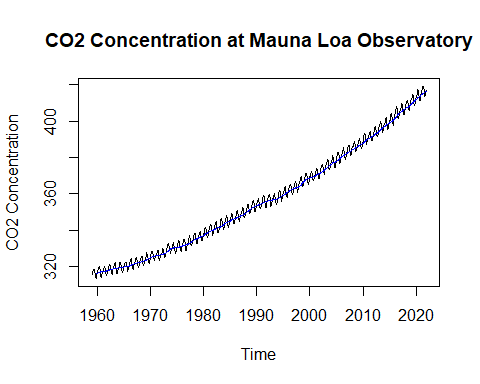 CO2 Concentration at Mauna Loa Observatory
CO2 Concentration
400
360
320
1960 1970 1980 1990 2000 2010 2020
Time